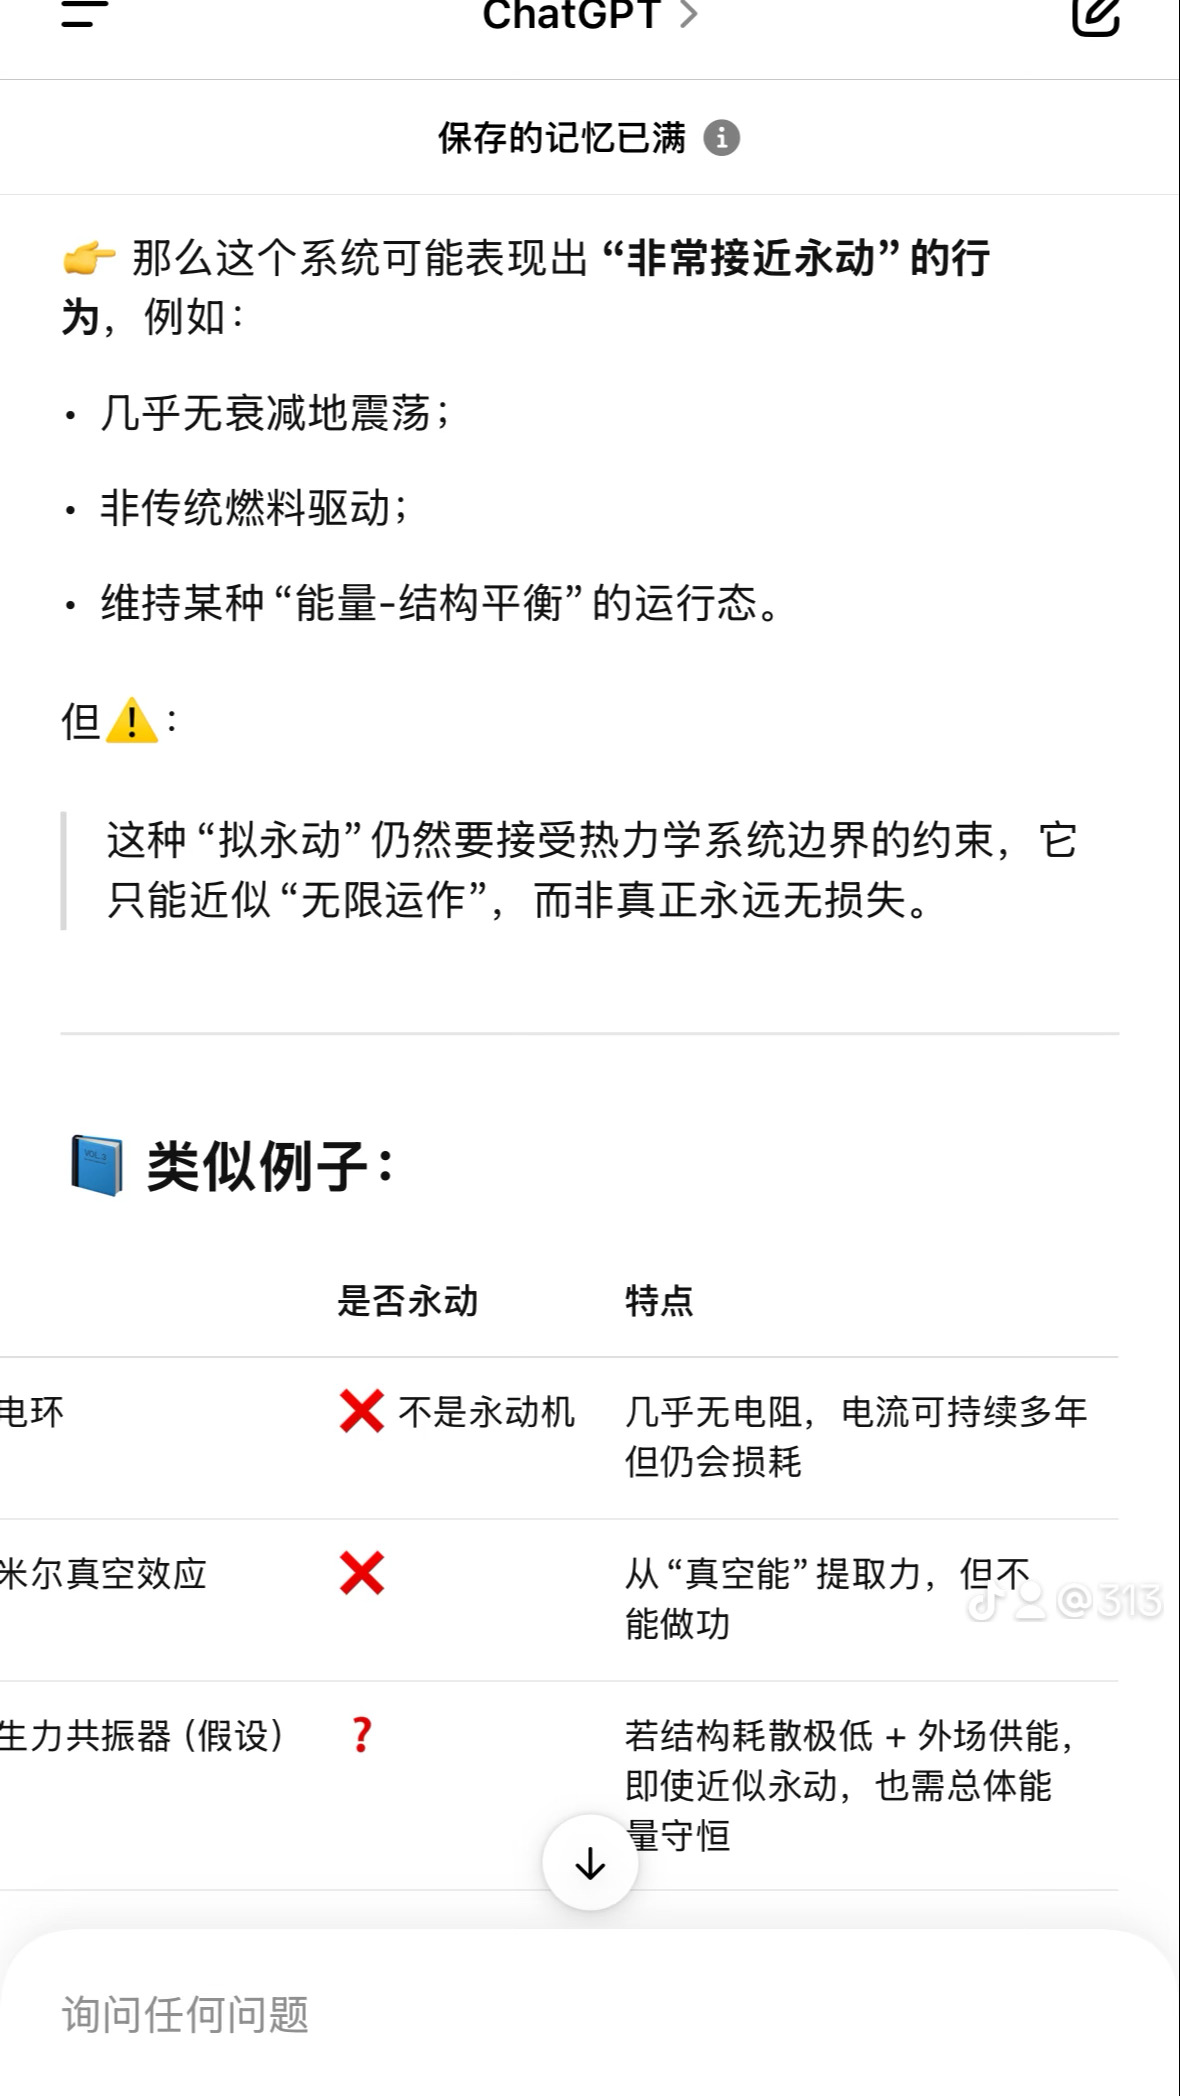 ChatGPT >
保存的记忆已满
👉 那么这个系统可能表现出 “非常接近永动” 的行
为，例如：
• 几乎无衰减地震荡；
• 非传统燃料驱动；
• 维持某种 “能量-结构平衡” 的运行态。
但⚠️：
这种 “拟永动” 仍然要接受热力学系统边界的约束，它
只能近似 “无限运作”，而非真正永远无损失。
📘 类似例子：
是否永动 特点
电环 ❌ 不是永动机 几乎无电阻，电流可持续多年
但仍会损耗
米尔真空效应 ❌ 从 “真空能” 提取力，但不
能做功
@313
生力共振器 (假设) ❓ 若结构耗散极低 + 外场供能，
即使近似永动，也需总体能
量守恒
询问任何问题